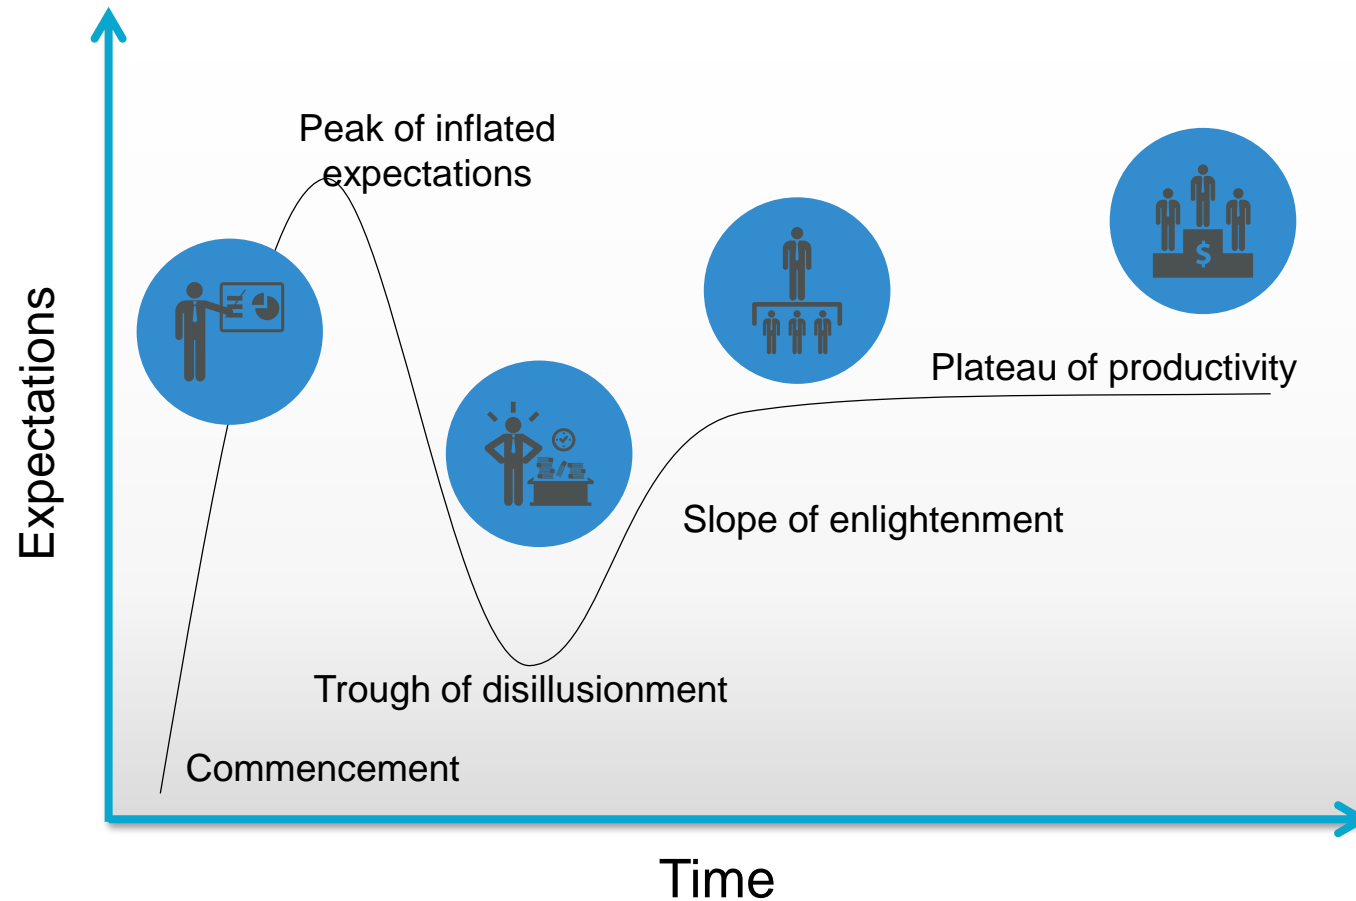 Peak of inflated
expectations
Plateau of productivity
Expectations
Slope of enlightenment
Trough of disillusionment
Commencement
Time
$